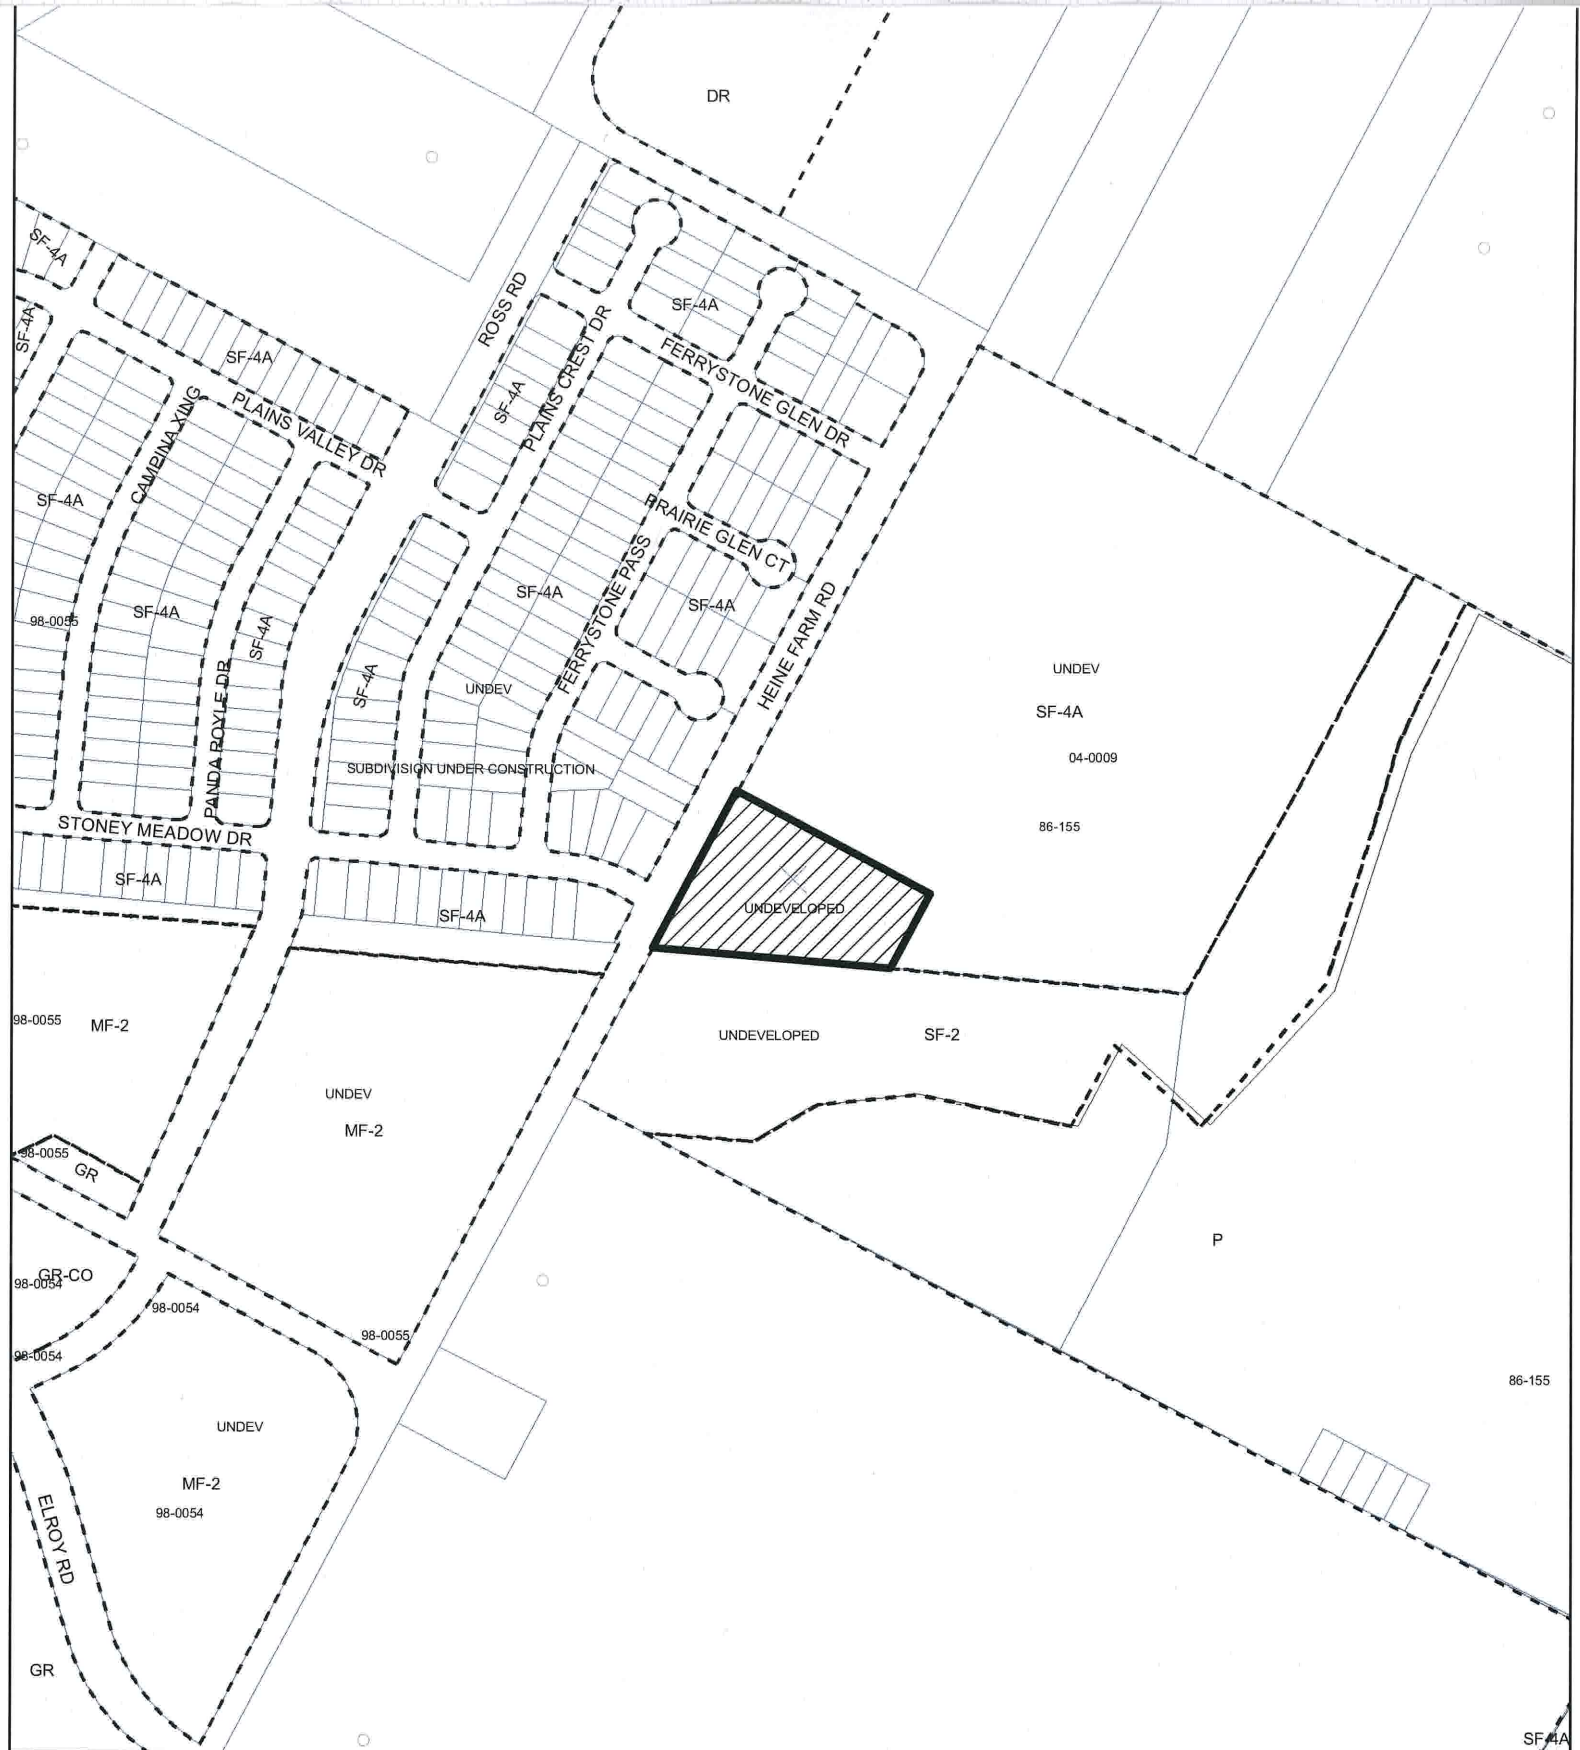 DR
SF-4A
ROSS RD
SF-4A
SF-4A
PLAINS CREST DR
FERRYSTONE GLEN DR
SF-4A
SF-4A
PLAINS VALLEY DR
CAMPINA XING
SF-4A
PRAIRIE GLEN CT
SF-4A
FERRYSTONE PASS
SF-4A
SF-4A
HEINE FARM RD
98-0055
SF-4A
SF-4A
UNDEV
UNDEV
SF-4A
SF-4A
04-0009
PANDA ROYLE DR
SUBDIVISION UNDER CONSTRUCTION
86-155
STONEY MEADOW DR
SF-4A
SF-4A
UNDEVELOPED
98-0055
MF-2
UNDEVELOPED
SF-2
UNDEV
MF-2
98-0055
GR
P
GR-CO
98-0054
98-0054
98-0055
98-0054
86-155
UNDEV
MF-2
98-0054
ELROY RD
GR
SF-4A